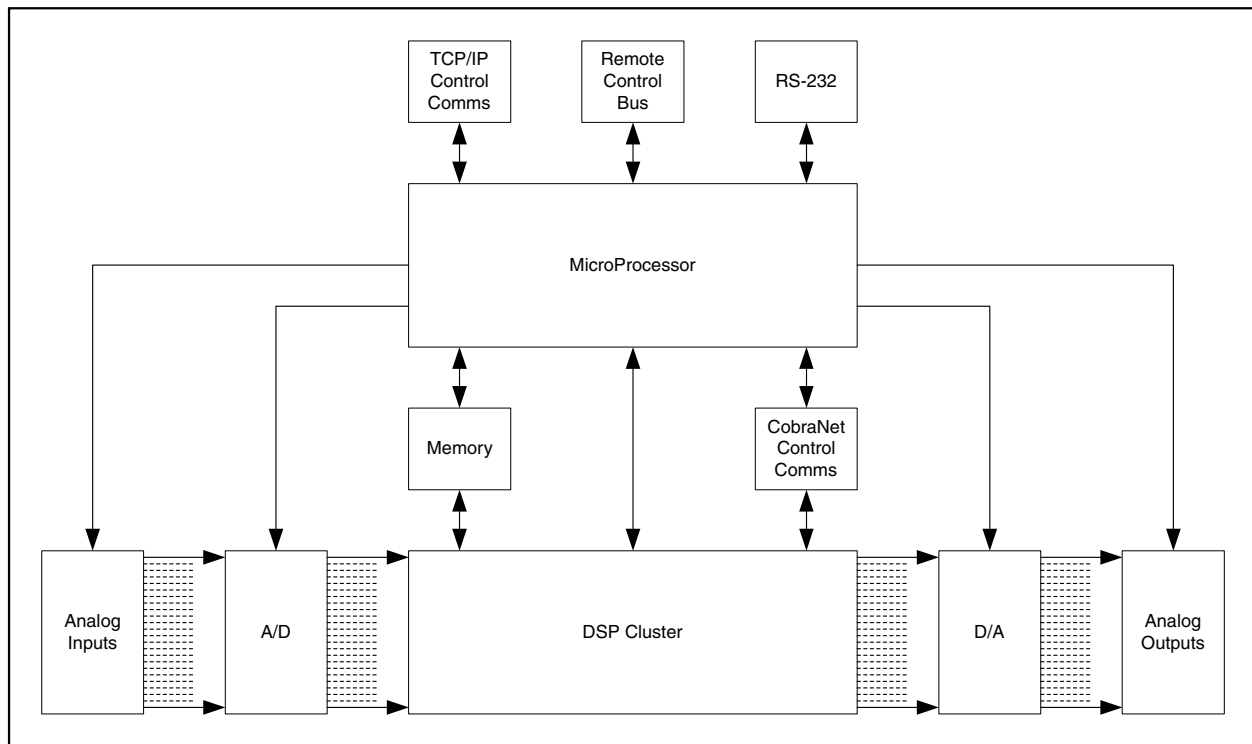 TCP/IP
Control
Comms
Remote
Control
Bus
RS-232
MicroProcessor
Memory
CobraNet
Control
Comms
Analog
Inputs
A/D
DSP Cluster
D/A
Analog
Outputs